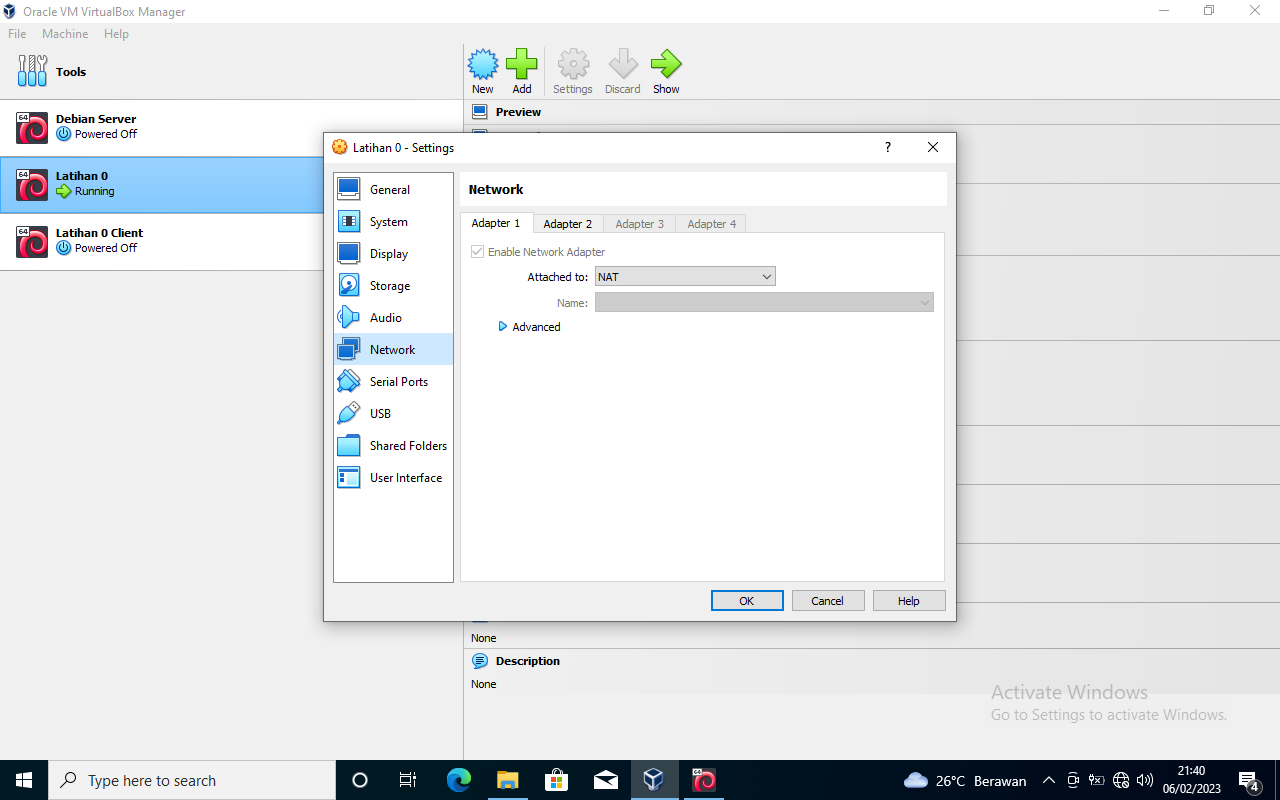 Oracle VM VirtualBox Manager
File Machine Help
Tools
New Add Settings Discard Show
64 Debian Server
Powered Off
64 Latihan 0
Running
64 Latihan 0 Client
Powered Off
Preview
Latihan 0 - Settings ?
General
System
Display
Storage
Audio
Network
Serial Ports
USB
Shared Folders
User Interface
Network
Adapter 1 Adapter 2 Adapter 3 Adapter 4
Enable Network Adapter
Attached to: NAT
Name:
Advanced
OK Cancel Help
None
Description
None
Activate Windows
Go to Settings to activate Windows.
Type here to search
64
26°C Berawan
21:40
06/02/2023
4